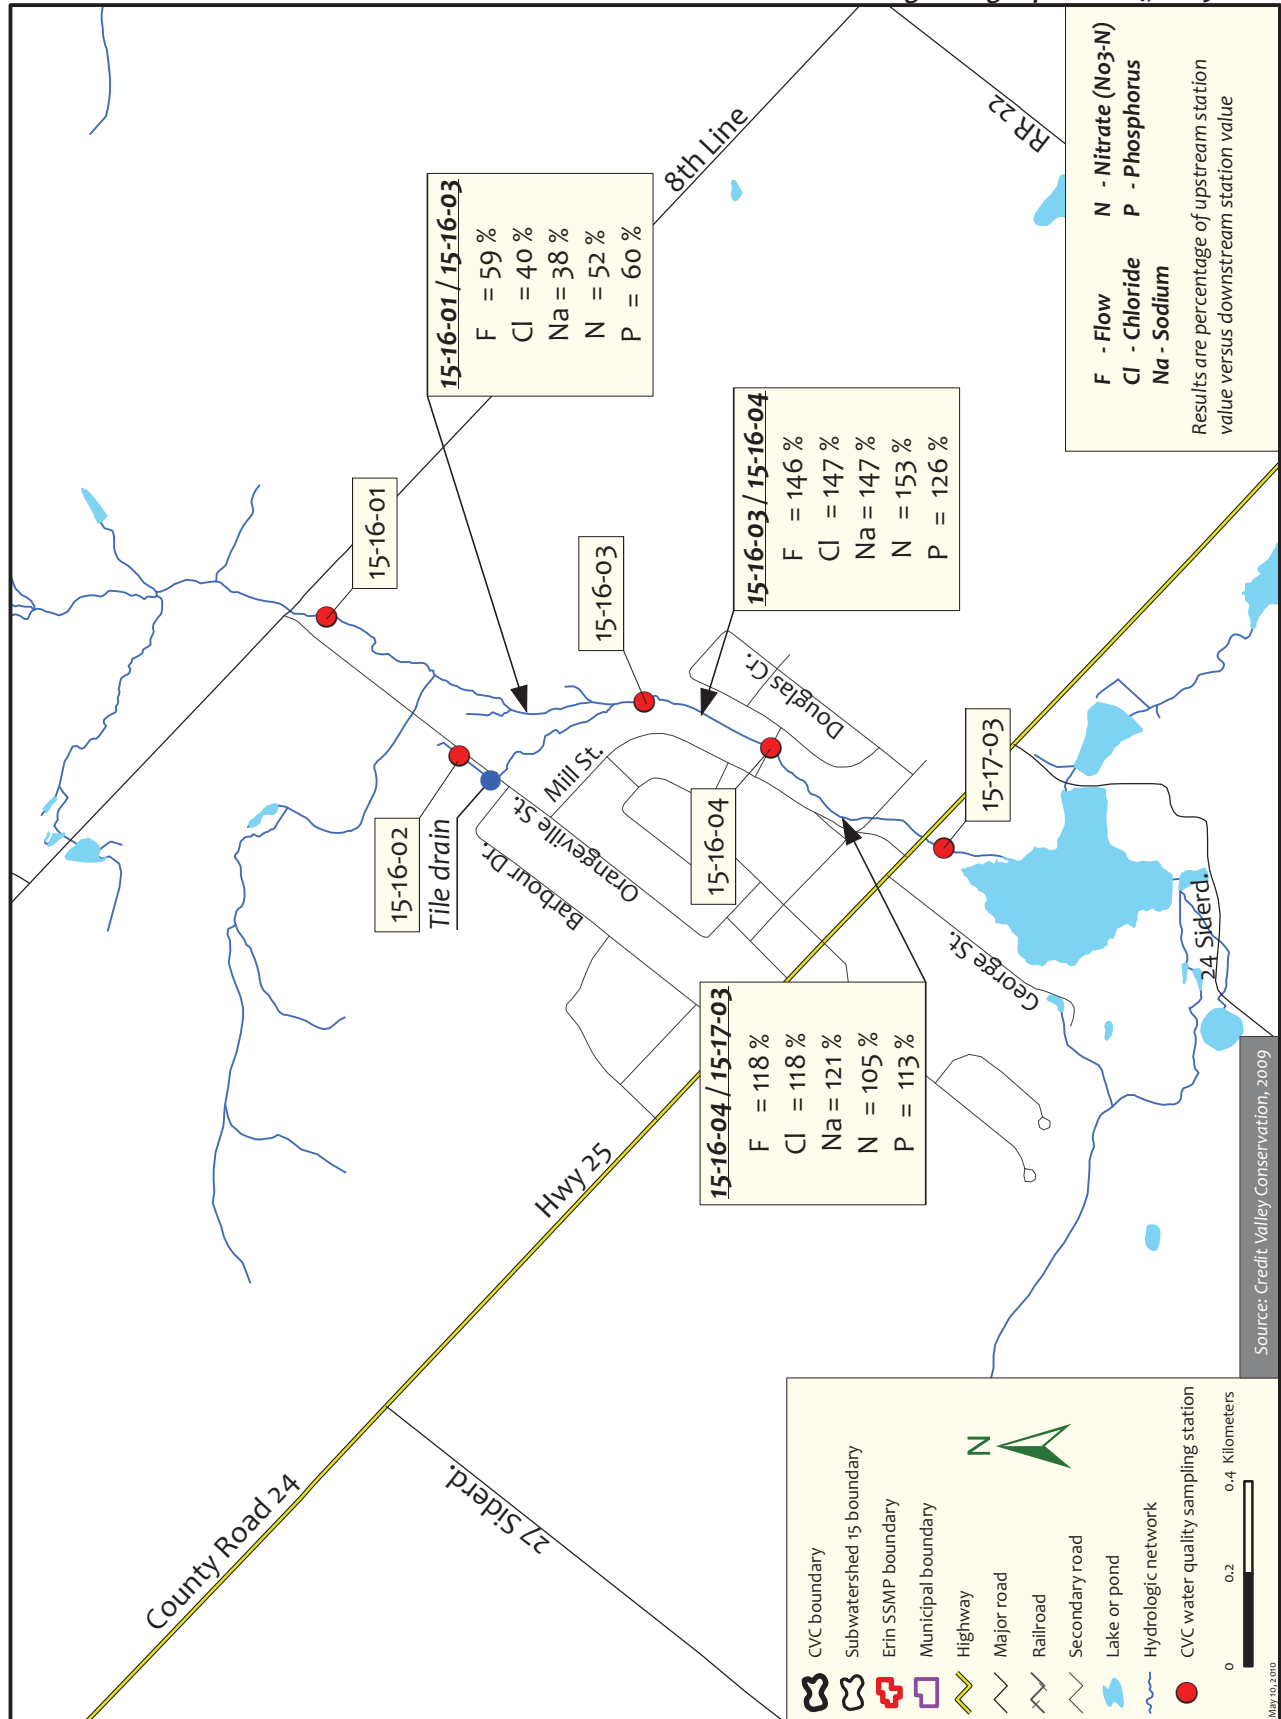 8th Line
RR 22
15-16-01 / 15-16-03
F = 59 %
Cl = 40 %
Na = 38 %
N = 52 %
P = 60 %
15-16-01
15-16-03
15-16-03 / 15-16-04
F = 146 %
Cl = 147 %
Na = 147 %
N = 153 %
P = 126 %
F - Flow
N - Nitrate (No3-N)
Cl - Chloride
P - Phosphorus
Na - Sodium
Results are percentage of upstream station
value versus downstream station value
15-16-02
Tile drain
Mill St.
Orangeville St.
Barbour Dr.
Douglas Cr.
15-16-04
15-17-03
George St.
24 Siderd.
15-16-04 / 15-17-03
F = 118 %
Cl = 118 %
Na = 121 %
N = 105 %
P = 113 %
Hwy 25
County Road 24
27 Siderd.
CVC boundary
Subwatershed 15 boundary
Erin SSMP boundary
Municipal boundary
Highway
Major road
Railroad
Secondary road
Lake or pond
Hydrologic network
CVC water quality sampling station
N
0 0.2 0.4 Kilometers
Source: Credit Valley Conservation, 2009
May 10, 2010